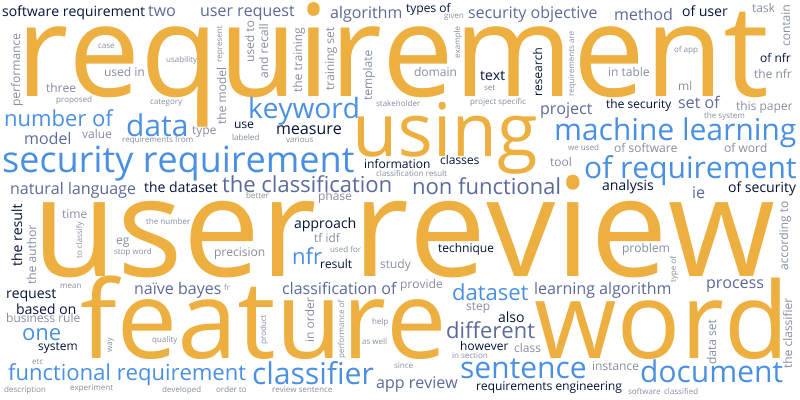 software requirement
two
user request
algorithm
types of
given
security objective
method
of user
task
contain
requirement
performance
case
used in
usability
represent
the model
used to
and recall
the training
training set
template
domain
text
set
example
research
requirements are
in table
ml
of app
of nfr
the nfr
three
proposed
category
stakeholder
project specific
number of
data
type
keyword
using
project
the security
set of
the system
this paper
model
value
requirements from
use
labeled
measure
various
machine learning
security requirement
information
classes
classification result
tool
we used
of software
of word
of requirement
natural language
the dataset
the classification
better
phase
non functional
analysis
ie
of security
user review
the result
the author
time
to classify
eg
stop word
the number
precision
approach
tf idf
used for
nfr
result
study
technique
problem
type of
according to
request
mean
naïve bayes
fr
classification of
provide
dataset
step
learning algorithm
process
based on
business rule
one
system
feature
word
way
quality
product
in order
performance of
help
as well
also
different
however
class
in section
data set
the classifier
etc
functional requirement
classifier
since
app review
sentence
instance
document
description
experiment
developed
order to
review sentence
requirements engineering
software
classified